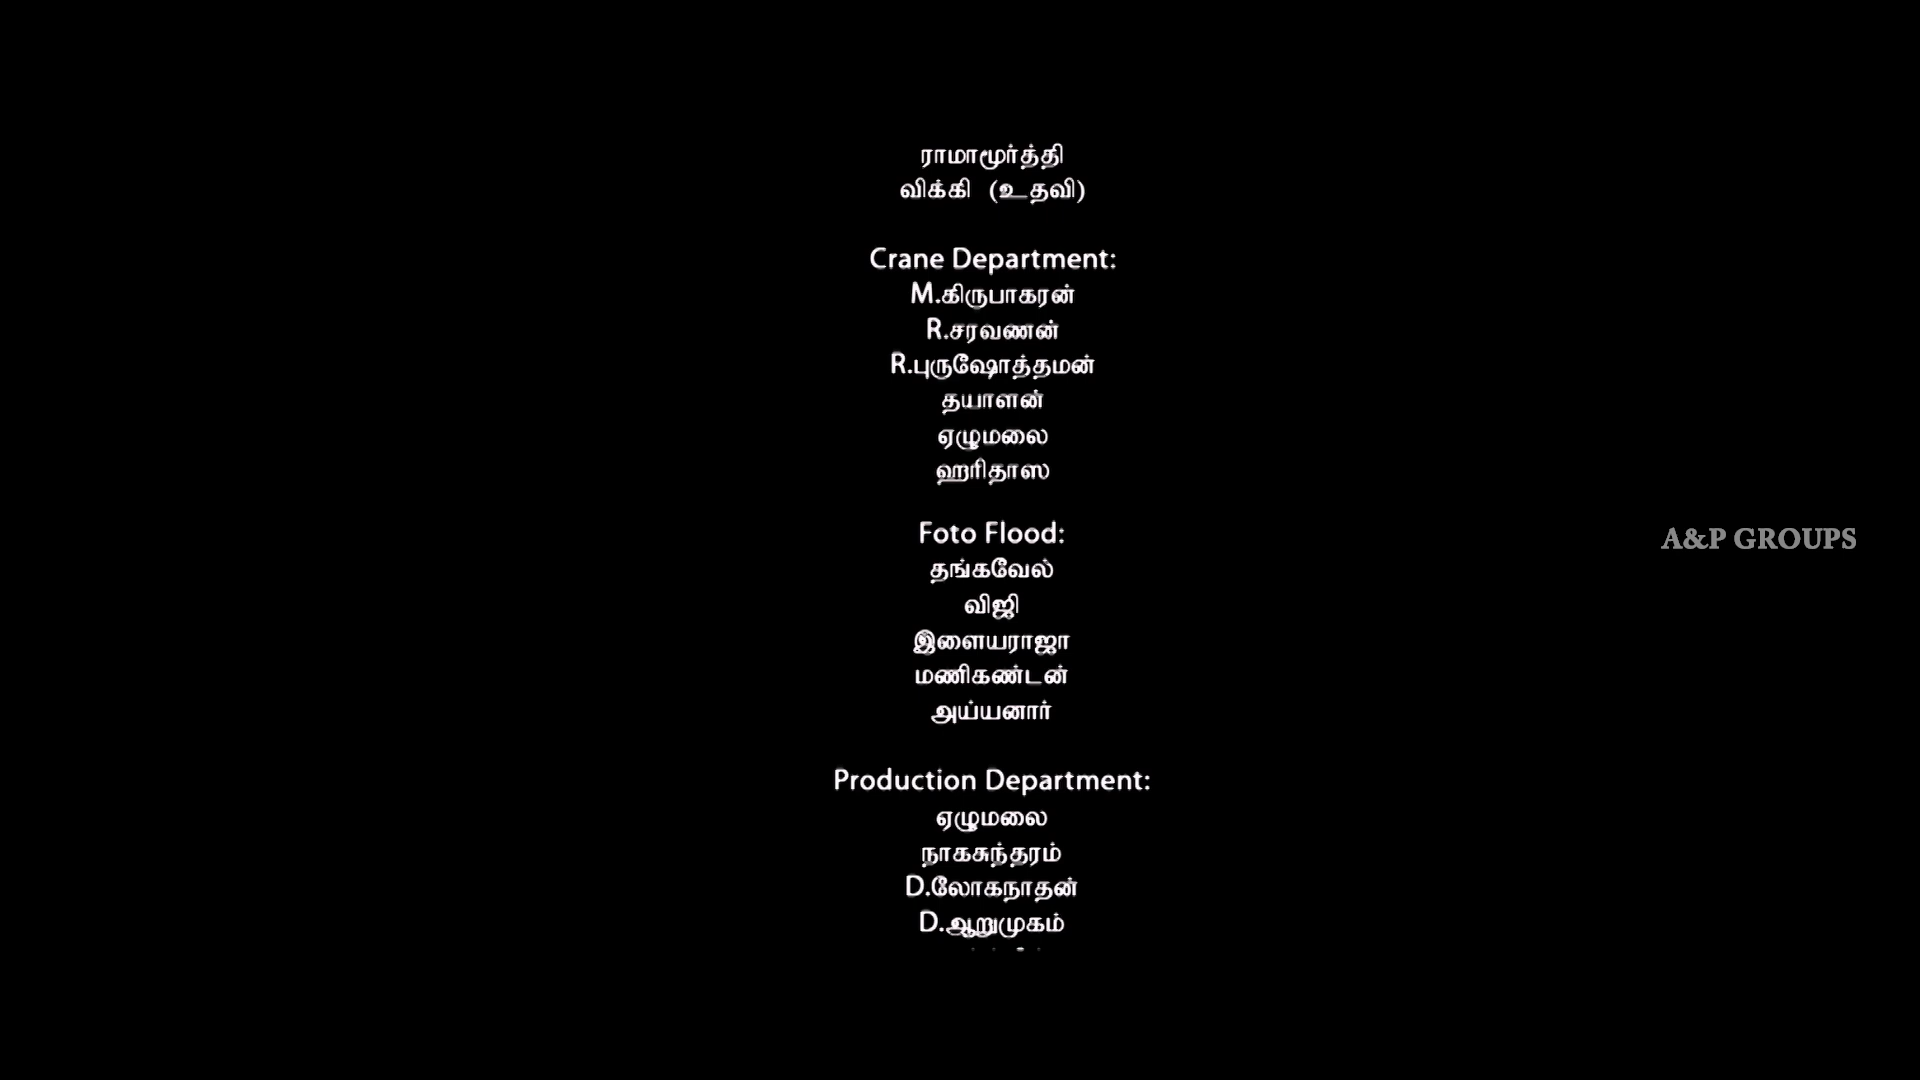 ராமாமூர்த்தி
விக்கி (உதவி)
Crane Department:
M.கிருபாகரன்
R.சரவணன்
R.புருஷோத்தமன்
தயாளன்
ஏழுமலை
ஹரிதாஸ
Foto Flood:
தங்கவேல்
விஜி
இளையராஜா
மணிகண்டன்
அய்யனார்
A&P GROUPS
Production Department:
ஏழுமலை
நாகசுந்தரம்
D.லோகநாதன்
D.ஆறுமுகம்